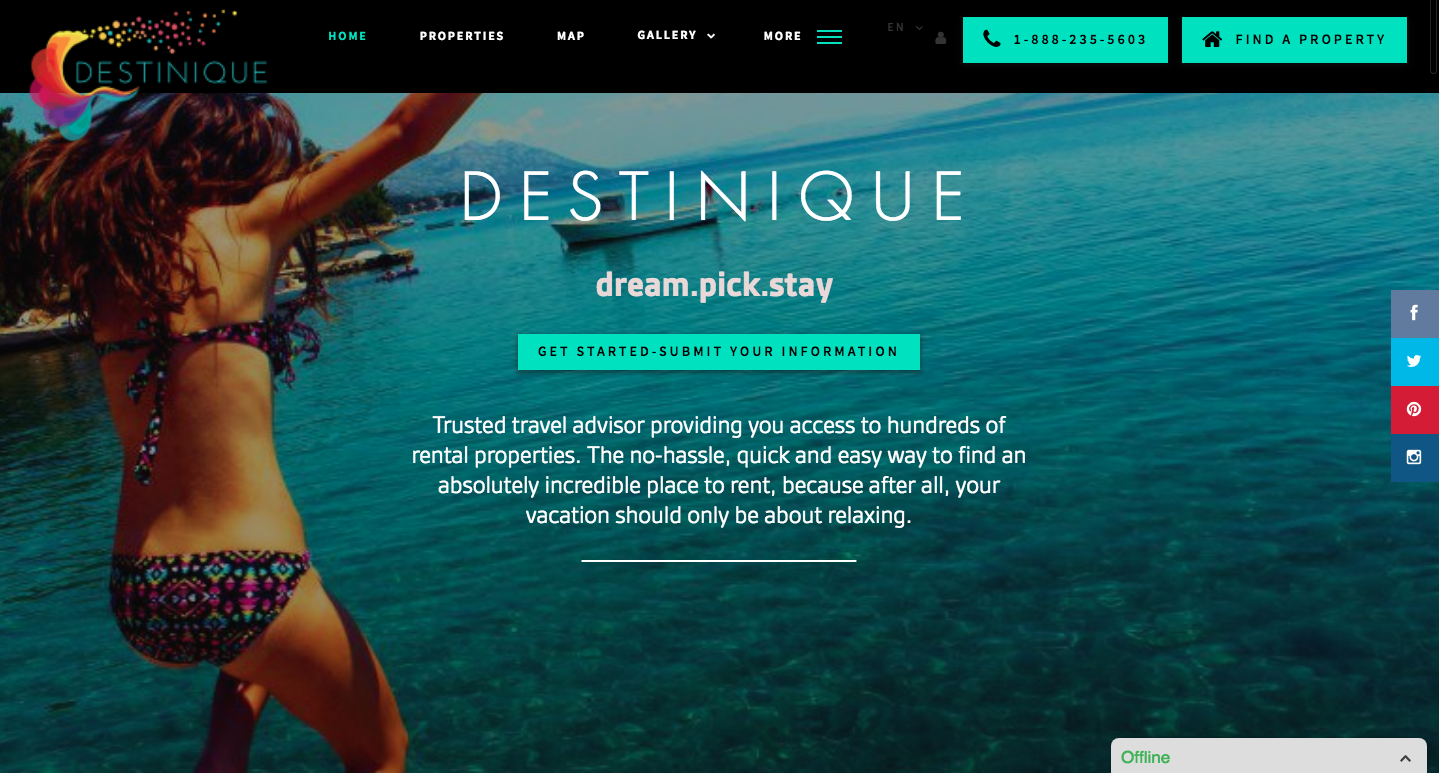 DESTINIQUE
HOME
PROPERTIES
MAP
GALLERY
MORE
EN
1-888-235-5603
FIND A PROPERTY
DESTINIQUE
dream.pick.stay
GET STARTED-SUBMIT YOUR INFORMATION
Trusted travel advisor providing you access to hundreds of
rental properties. The no-hassle, quick and easy way to find an
absolutely incredible place to rent, because after all, your
vacation should only be about relaxing.
Offline